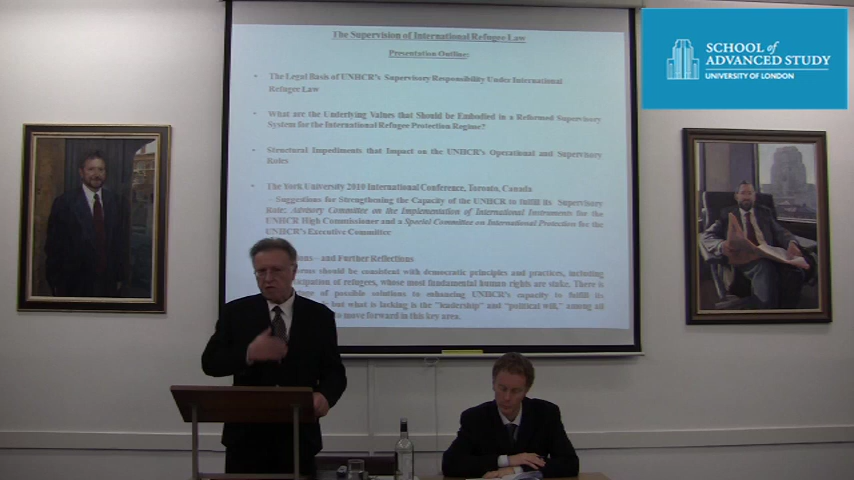 The Supervision of International Refugee Law
Presentation Outline:
SCHOOL of
ADVANCED STUDY
UNIVERSITY OF LONDON
• The Legal Basis of UNHCR's Supervisory Responsibility Under International
Refugee Law
• What are the Underlying Values that Should be Embodied in a Reformed Supervisory
System for the International Refugee Protection Regime?
• Structural Impediments that Impact on the UNHCR's Operational and Supervisory
Roles
• The York University 2010 International Conference, Toronto, Canada
– Suggestions for Strengthening the Capacity of the UNHCR to fulfill its Supervisory
Role: Advisory Committee on the Implementation of International Instruments for the
UNHCR High Commissioner and a Special Committee on International Protection for the
UNHCR's Executive Committee
ions – and Further Reflections
orms should be consistent with democratic principles and practices, including
icipation of refugees, whose most fundamental human rights are stake. There is
tage of possible solutions to enhancing UNHCR's capacity to fulfill its
but what is lacking is the "leadership" and "political will," among all
to move forward in this key area.